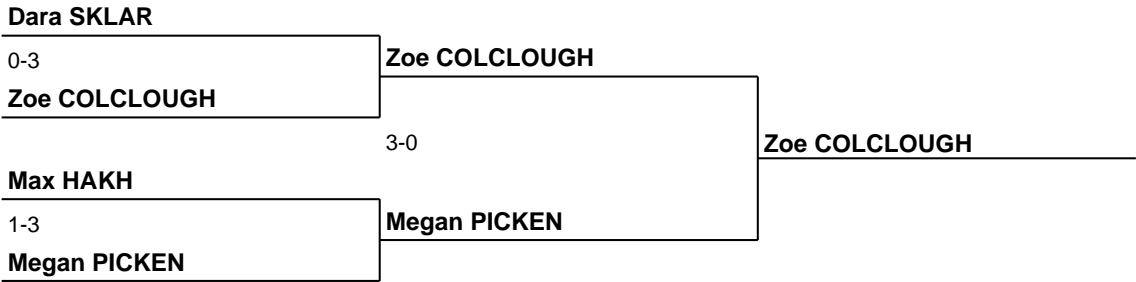 Dara SKLAR
0-3
Zoe COLCLOUGH
Zoe COLCLOUGH
3-0
Zoe COLCLOUGH
Max HAKH
1-3
Megan PICKEN
Megan PICKEN